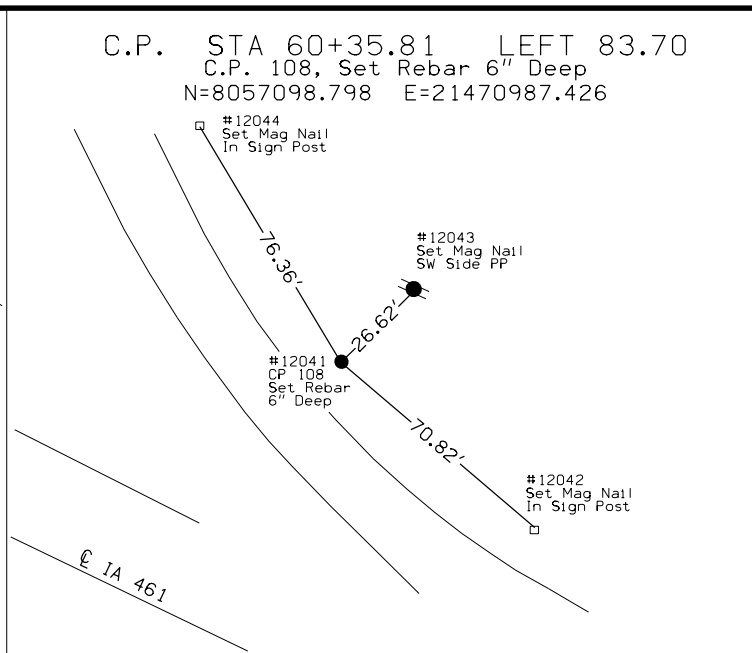 C.P. STA 60+35.81 LEFT 83.70
C.P. 108, Set Rebar 6" Deep
N=8057098.798 E=21470987.426
#12044
Set Mag Nail
In Sign Post
76.36'
#12043
Set Mag Nail
SW Side PP
26.62'
#12041
CP 108
Set Rebar
6" Deep
70.82'
#12042
Set Mag Nail
In Sign Post
℄ IA 461